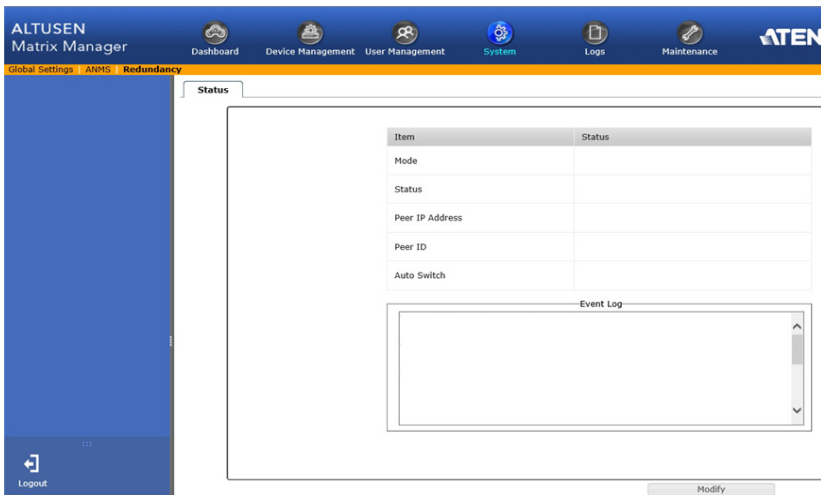 ALTUSEN
Matrix Manager
Dashboard
Device Management
User Management
System
Logs
Maintenance
ATEN
Global Settings | ANMS | Redundancy
Status
Item Status
Mode
Status
Peer IP Address
Peer ID
Auto Switch
Event Log
Logout
Modify